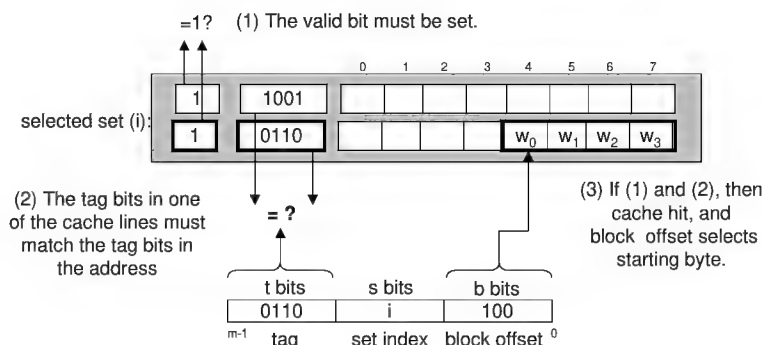 =1? (1) The valid bit must be set.
0 1 2 3 4 5 6 7
1 1001
selected set (i):
1 0110 w0 w1 w2 w3
(2) The tag bits in one
of the cache lines must
match the tag bits in
the address
= ?
(3) If (1) and (2), then
cache hit, and
block offset selects
starting byte.
t bits s bits b bits
0110 i 100
m-1 tag set index block offset 0